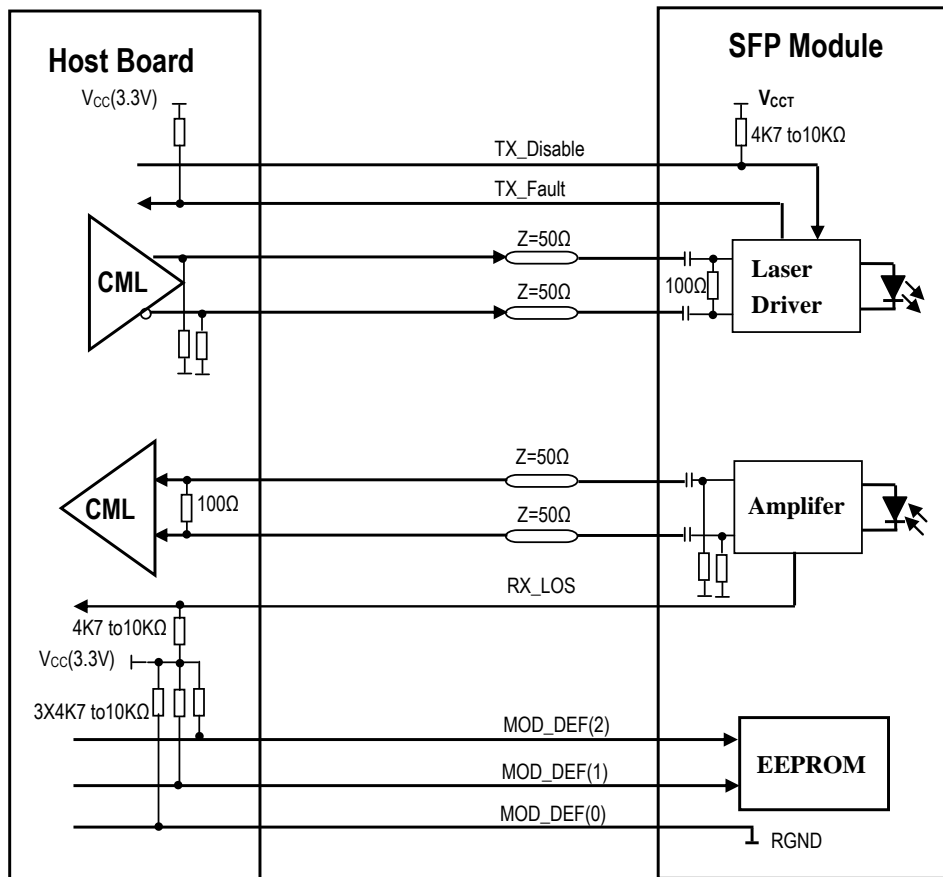 Host Board
SFP Module
VCC(3.3V)
VCCT
4K7 to10KΩ
TX_Disable
TX_Fault
Z=50Ω
CML
100Ω
Laser
Driver
Z=50Ω
Z=50Ω
CML
100Ω
Amplifer
Z=50Ω
RX_LOS
4K7 to10KΩ
VCC(3.3V)
3X4K7 to10KΩ
MOD_DEF(2)
EEPROM
MOD_DEF(1)
MOD_DEF(0)
RGND